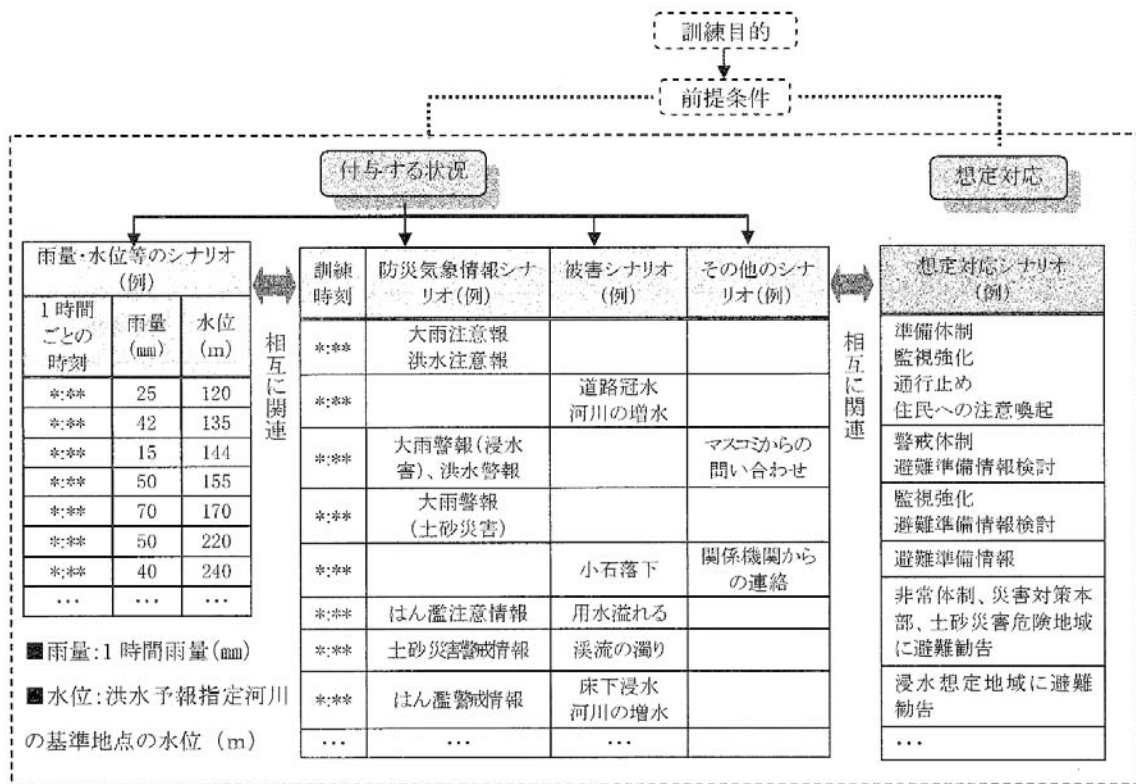 訓練目的
前提条件
付与する状況
想定対応
雨量・水位等のシナリオ
(例)
1時間
ごとの
時刻
雨量
(㎜)
水位
(m)
*:** 25 120
*:** 42 135
*:** 15 144
*:** 50 155
*:** 70 170
*:** 50 220
*:** 40 240
… … …
■雨量:1時間雨量(㎜)
■水位:洪水予報指定河川
の基準地点の水位 (m)
相互に関連
訓練
時刻
防災気象情報シナ
リオ(例)
被害シナリオ
(例)
その他のシナ
リオ(例)
*:**
大雨注意報
洪水注意報
*:**
道路冠水
河川の増水
*:**
大雨警報(浸水
害)、洪水警報
マスコミからの
問い合わせ
*:**
大雨警報
(土砂災害)
*:**
小石落下
関係機関から
の連絡
*:** はん濫注意情報 用水溢れる
*:** 土砂災害警戒情報 渓流の濁り
*:** はん濫警戒情報
床下浸水
河川の増水
… … …
相互に関連
想定対応シナリオ
(例)
準備体制
監視強化
通行止め
住民への注意喚起
警戒体制
避難準備情報検討
監視強化
避難準備情報検討
避難準備情報
非常体制、災害対策本
部、土砂災害危険地域
に避難勧告
浸水想定地域に避難
勧告
…